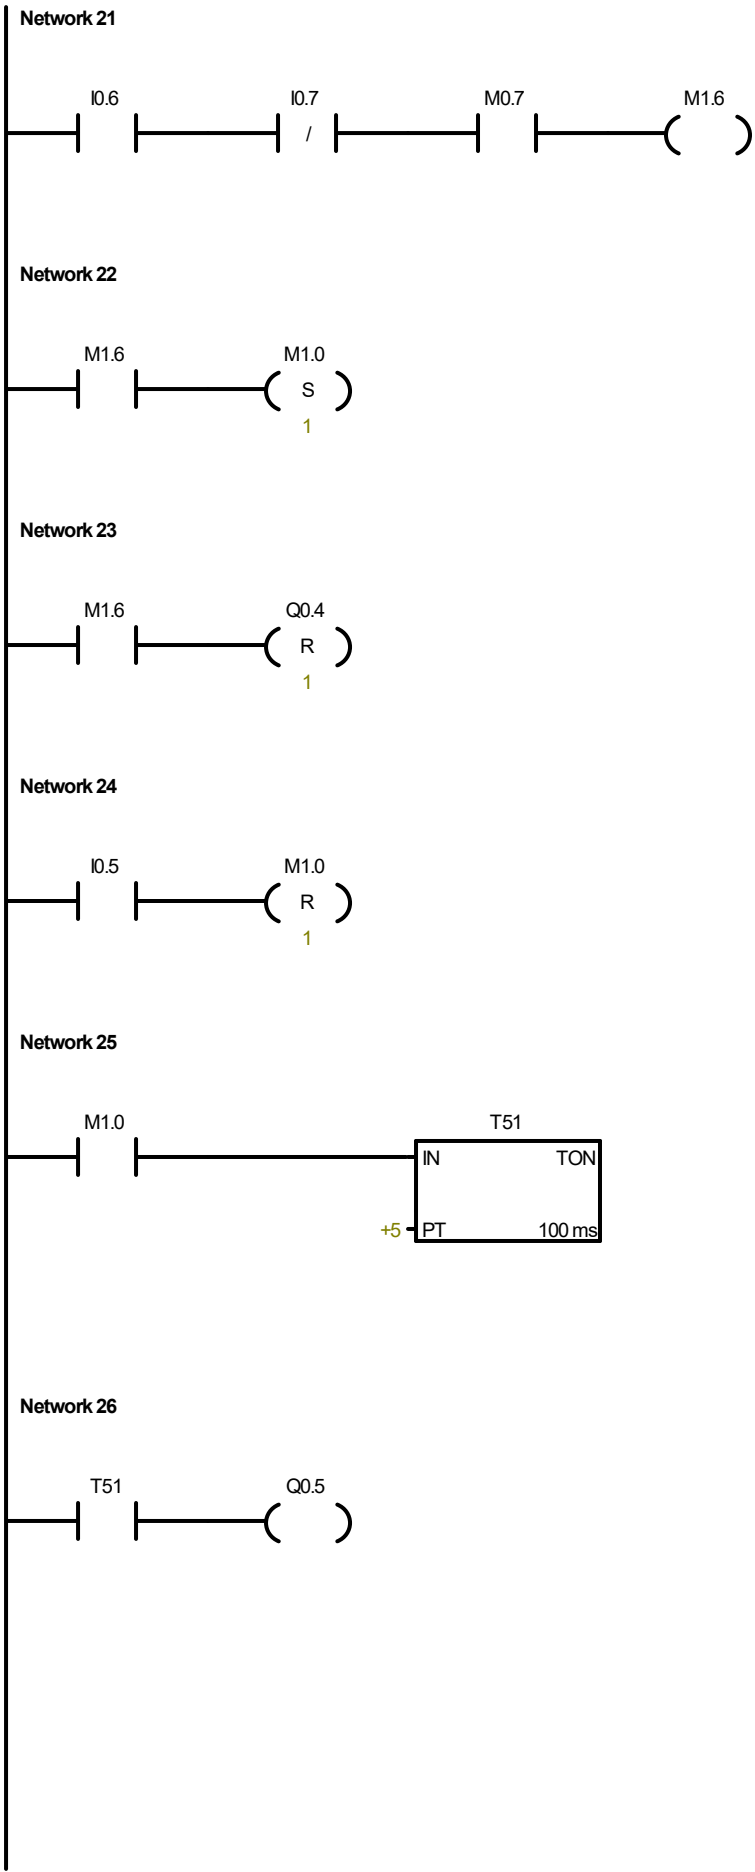 Network 21
I0.6 I0.7 M0.7 M1.6
/
Network 22
M1.6 M1.0
S
1
Network 23
M1.6 Q0.4
R
1
Network 24
I0.5 M1.0
R
1
Network 25
M1.0 T51
IN TON
+5 PT 100 ms
Network 26
T51 Q0.5